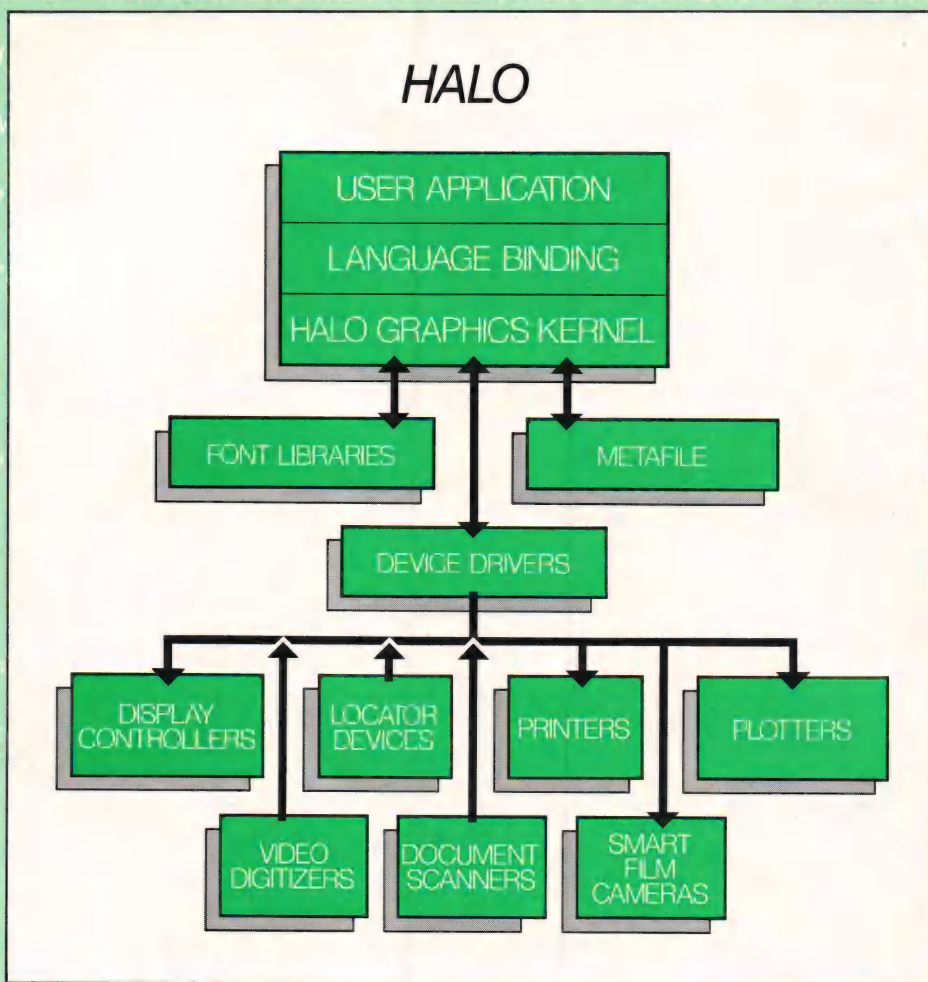 HALO
USER APPLICATION
LANGUAGE BINDING
HALO GRAPHICS KERNEL
FONT LIBRARIES
METAFILE
DEVICE DRIVERS
DISPLAY
CONTROLLERS
LOCATOR
DEVICES
PRINTERS
PLOTTERS
VIDEO
DIGITIZERS
DOCUMENT
SCANNERS
SMART
FILM
CAMERAS